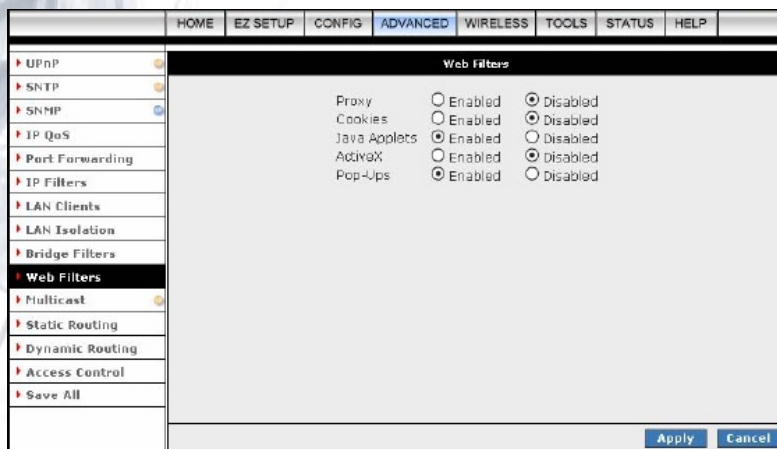 HOME EZ SETUP CONFIG ADVANCED WIRELESS TOOLS STATUS HELP
UPnP
SNTP
SNMP
IP QoS
Port Forwarding
IP Filters
LAN Clients
LAN Isolation
Bridge Filters
Web Filters
Multicast
Static Routing
Dynamic Routing
Access Control
Save All
Web Filters
Proxy Enabled Disabled
Cookies Enabled Disabled
Java Applets Enabled Disabled
ActiveX Enabled Disabled
Pop-Ups Enabled Disabled
Apply Cancel